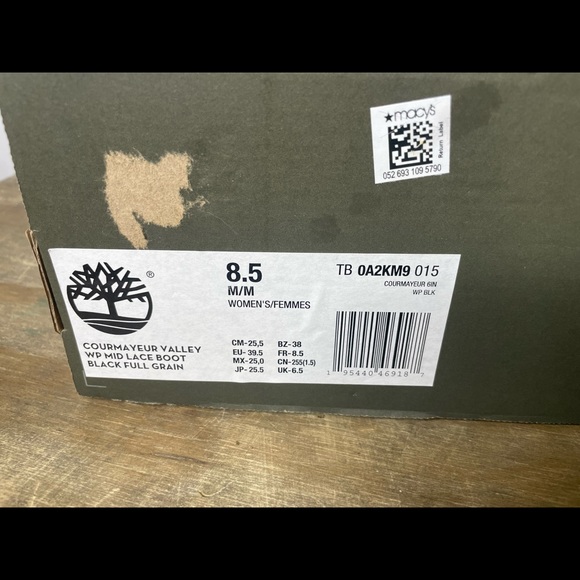 ★macy's
Return Label
052 693 109 5790
®
COURMAYEUR VALLEY
WP MID LACE BOOT
BLACK FULL GRAIN
8.5
M/M
WOMEN'S/FEMMES
CM-25,5 BZ-38
EU-39.5 FR-8.5
MX-25,0 CN-255(1.5)
JP-25.5 UK-6.5
TB 0A2KM9 015
COURMAYEUR 6IN
WP BLK
1 95440 46918 7